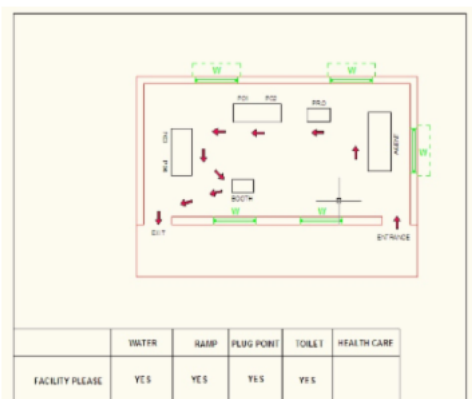 W W
PO1 PO2 PRO
AGENT
W
BOOTH
W W
EXIT
ENTRANCE
WATER RAMP PLUG POINT TOILET HEALTH CARE
FACILITY PLEASE YES YES YES YES